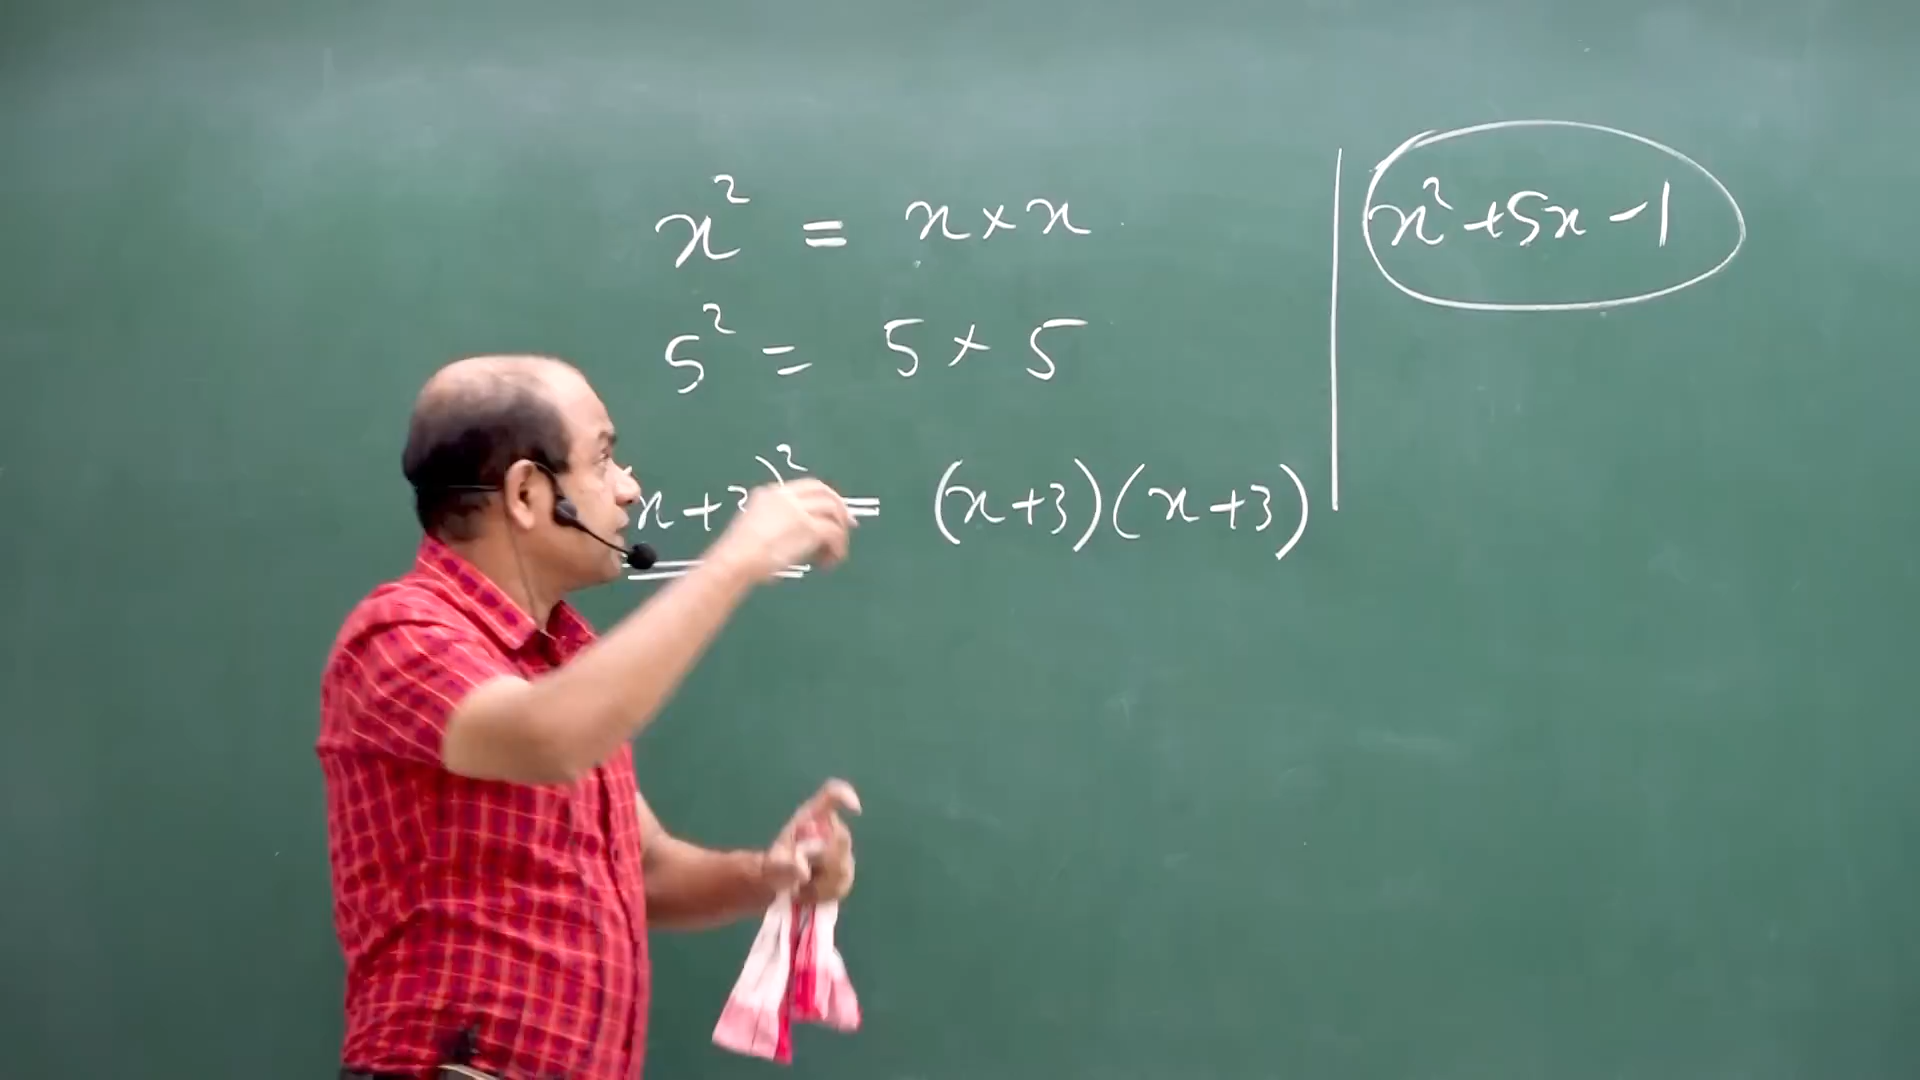 x² = x × x
5² = 5 × 5
x+3)² = (x+3)(x+3)
x²+5x-1